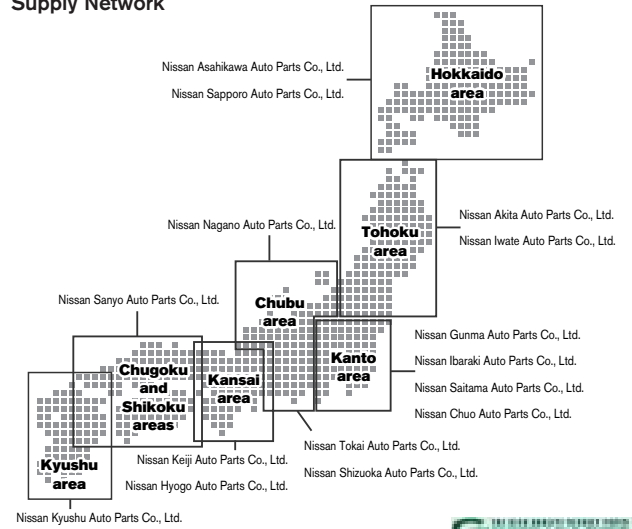 Supply Network
Nissan Asahikawa Auto Parts Co., Ltd.
Nissan Sapporo Auto Parts Co., Ltd.
Hokkaido
area
Nissan Nagano Auto Parts Co., Ltd.
Tohoku
area
Nissan Akita Auto Parts Co., Ltd.
Nissan Iwate Auto Parts Co., Ltd.
Nissan Sanyo Auto Parts Co., Ltd.
Chubu
area
Chugoku
and
Shikoku
areas
Kansai
area
Kanto
area
Nissan Gunma Auto Parts Co., Ltd.
Nissan Ibaraki Auto Parts Co., Ltd.
Nissan Saitama Auto Parts Co., Ltd.
Nissan Chuo Auto Parts Co., Ltd.
Kyushu
area
Nissan Keiji Auto Parts Co., Ltd.
Nissan Hyogo Auto Parts Co., Ltd.
Nissan Tokai Auto Parts Co., Ltd.
Nissan Shizuoka Auto Parts Co., Ltd.
Nissan Kyushu Auto Parts Co., Ltd.